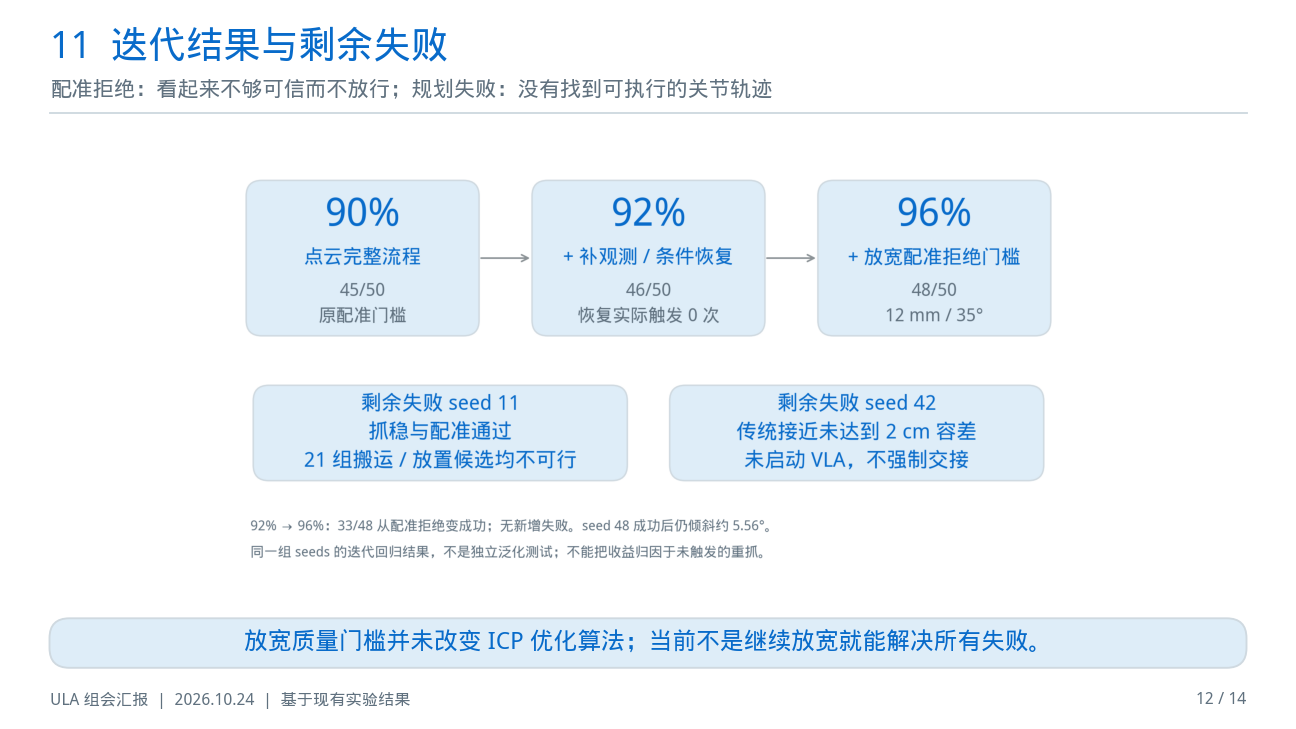 11 迭代结果与剩余失败
配准拒绝：看起来不够可信而不放行；规划失败：没有找到可执行的关节轨迹
90%
点云完整流程
45/50
原配准门槛
92%
+ 补观测 / 条件恢复
46/50
恢复实际触发 0 次
96%
+ 放宽配准拒绝门槛
48/50
12 mm / 35°
剩余失败 seed 11
抓稳与配准通过
21 组搬运 / 放置候选均不可行
剩余失败 seed 42
传统接近未达到 2 cm 容差
未启动 VLA，不强制交接
92% → 96%：33/48 从配准拒绝变成功；无新增失败。seed 48 成功后仍倾斜约 5.56°。
同一组 seeds 的迭代回归结果，不是独立泛化测试；不能把收益归因于未触发的重抓。
放宽质量门槛并未改变 ICP 优化算法；当前不是继续放宽就能解决所有失败。
ULA 组会汇报 | 2026.10.24 | 基于现有实验结果
12 / 14